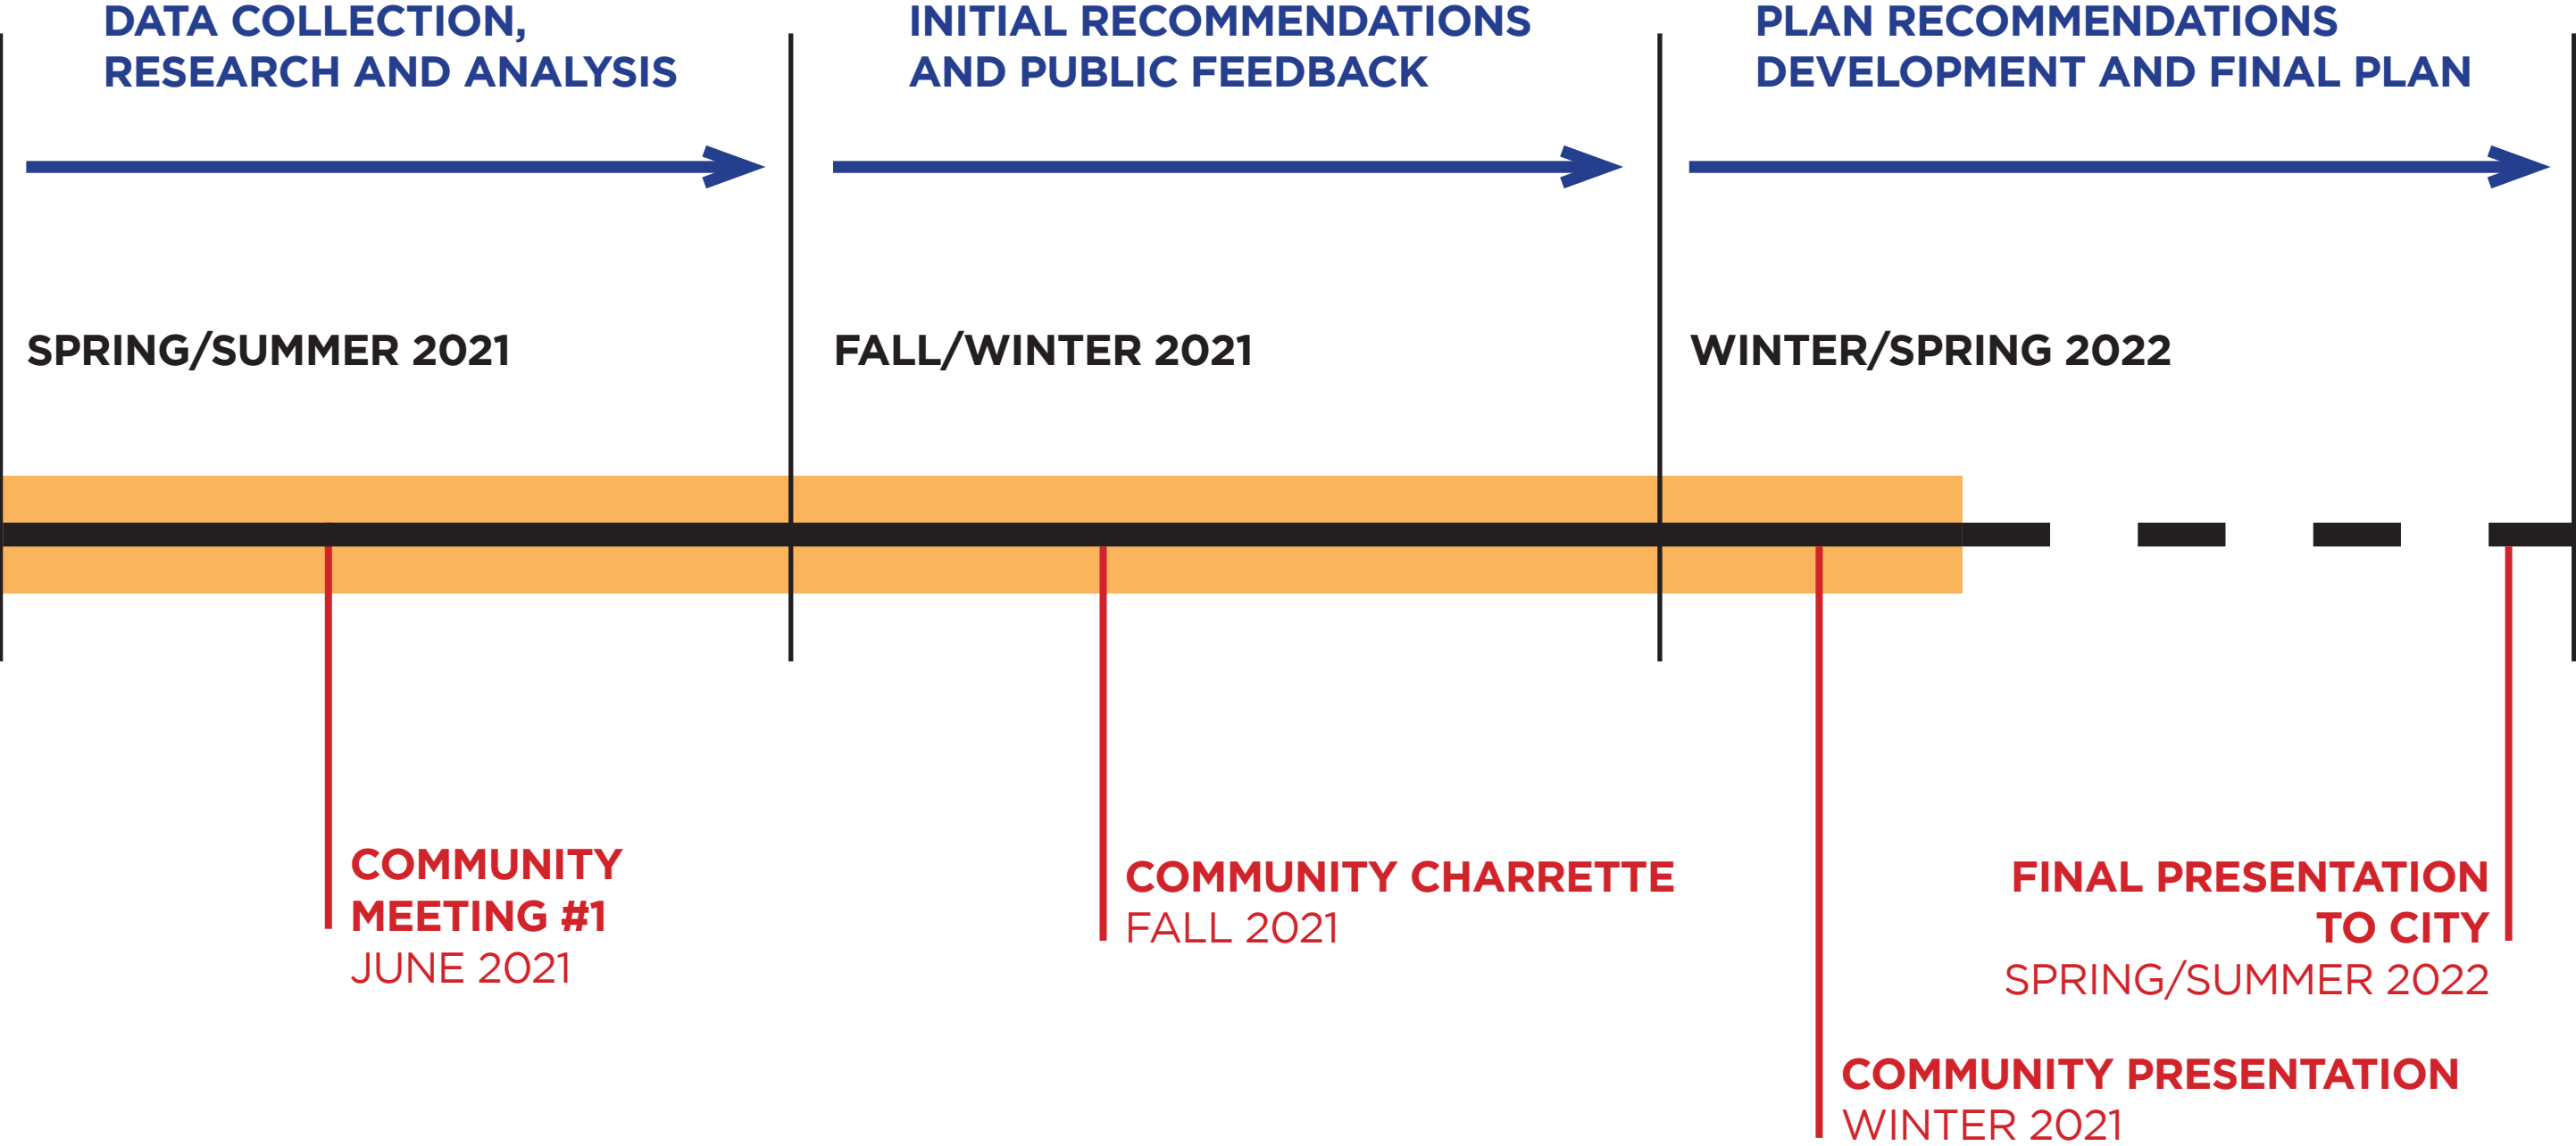 DATA COLLECTION,
RESEARCH AND ANALYSIS
INITIAL RECOMMENDATIONS
AND PUBLIC FEEDBACK
PLAN RECOMMENDATIONS
DEVELOPMENT AND FINAL PLAN
SPRING/SUMMER 2021
FALL/WINTER 2021
WINTER/SPRING 2022
COMMUNITY
MEETING #1
JUNE 2021
COMMUNITY CHARRETTE
FALL 2021
FINAL PRESENTATION
TO CITY
SPRING/SUMMER 2022
COMMUNITY PRESENTATION
WINTER 2021